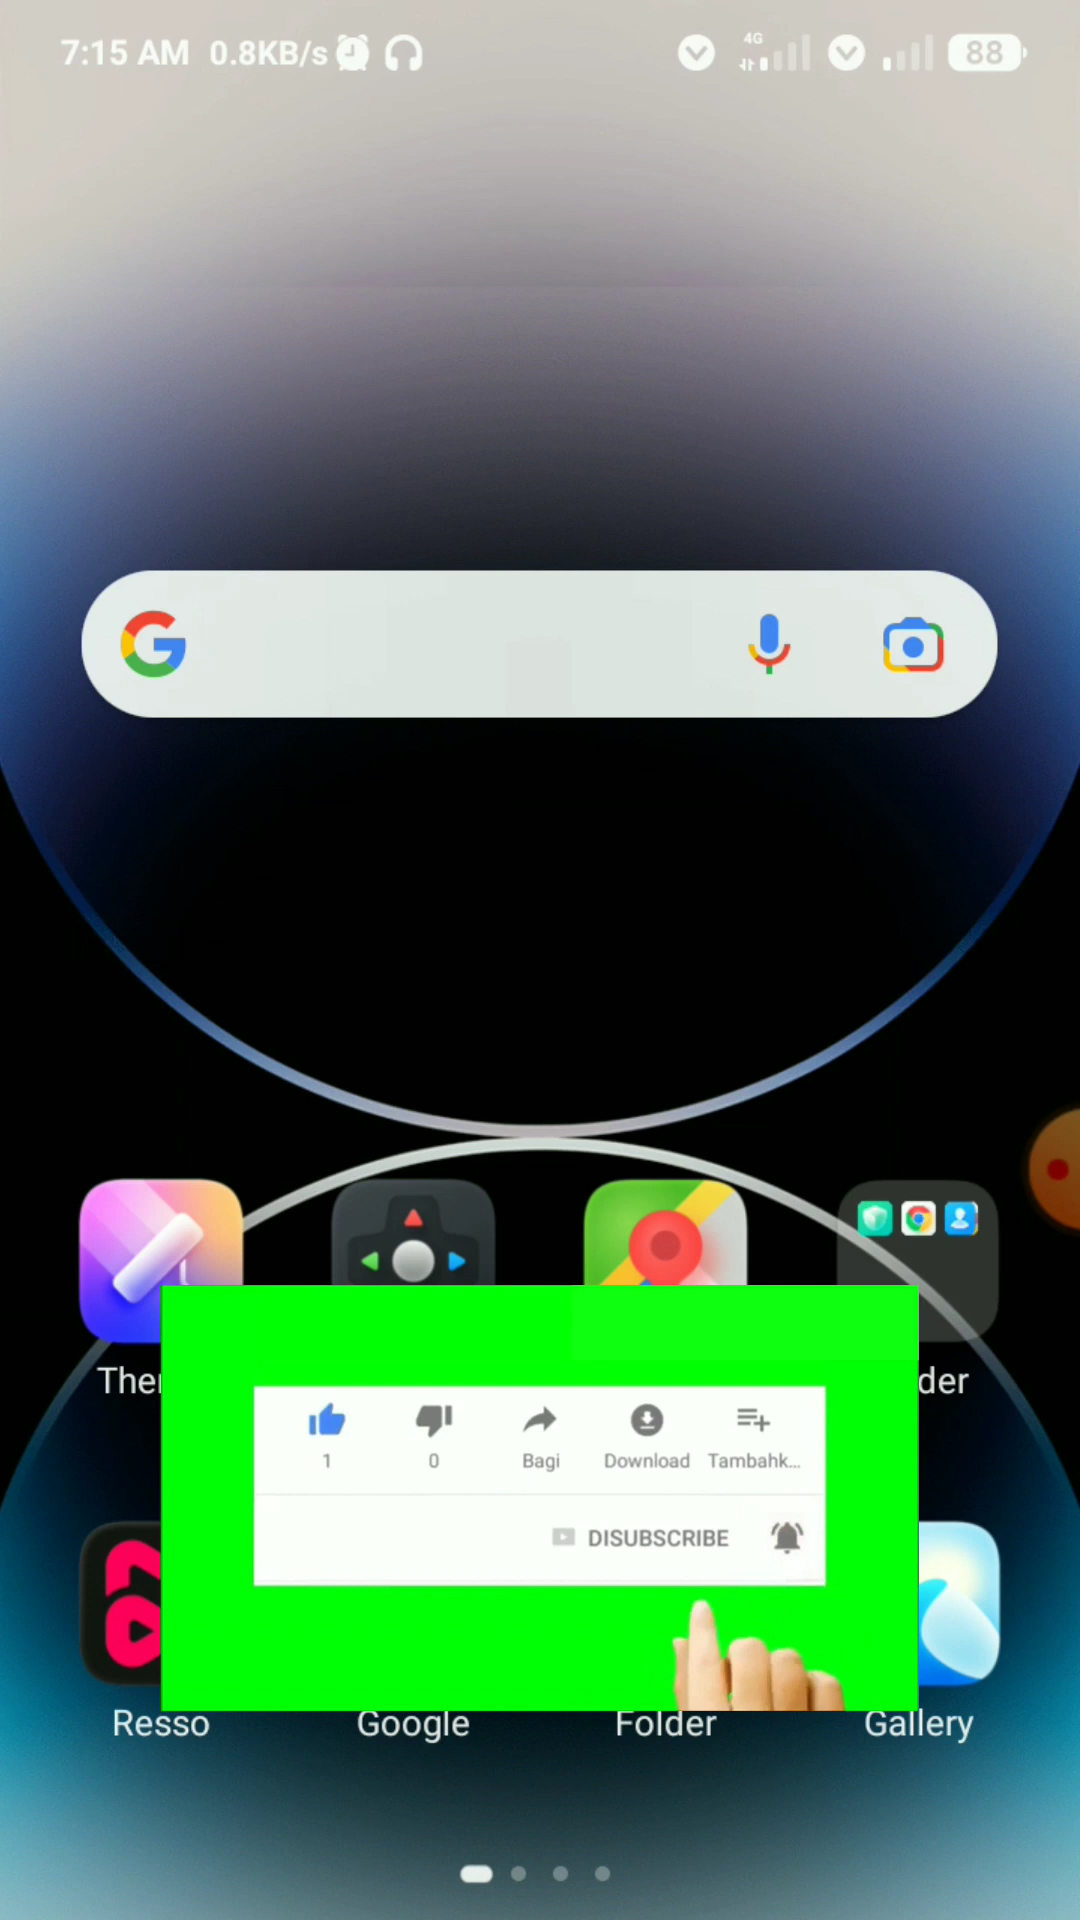 7:15 AM 0.8KB/s 4G 88
der
1 0 Bagi Download Tambahk...
DISUBSCRIBE
Resso Google Folder Gallery